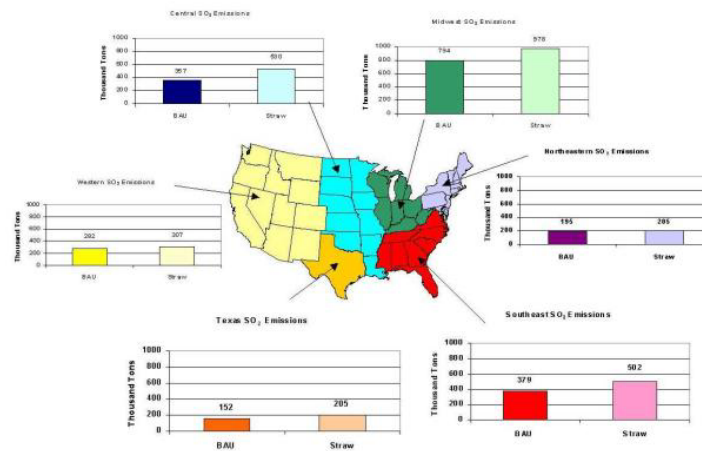 Central SO₂ Emissions
Thousand Tons
1000
800
600
400
200
0
357
530
BAU
Straw
Midwest SO₂ Emissions
Thousand Tons
1000
800
600
400
200
0
794
978
BAU
Straw
Northeastern SO₂ Emissions
Thousand Tons
1000
800
600
400
200
0
195
205
BAU
Straw
Western SO₂ Emissions
Thousand Tons
1000
800
600
400
200
0
282
307
BAU
Straw
Texas SO₂ Emissions
Thousand Tons
1000
800
600
400
200
0
152
205
BAU
Straw
Southeast SO₂ Emissions
Thousand Tons
1000
800
600
400
200
0
379
502
BAU
Straw